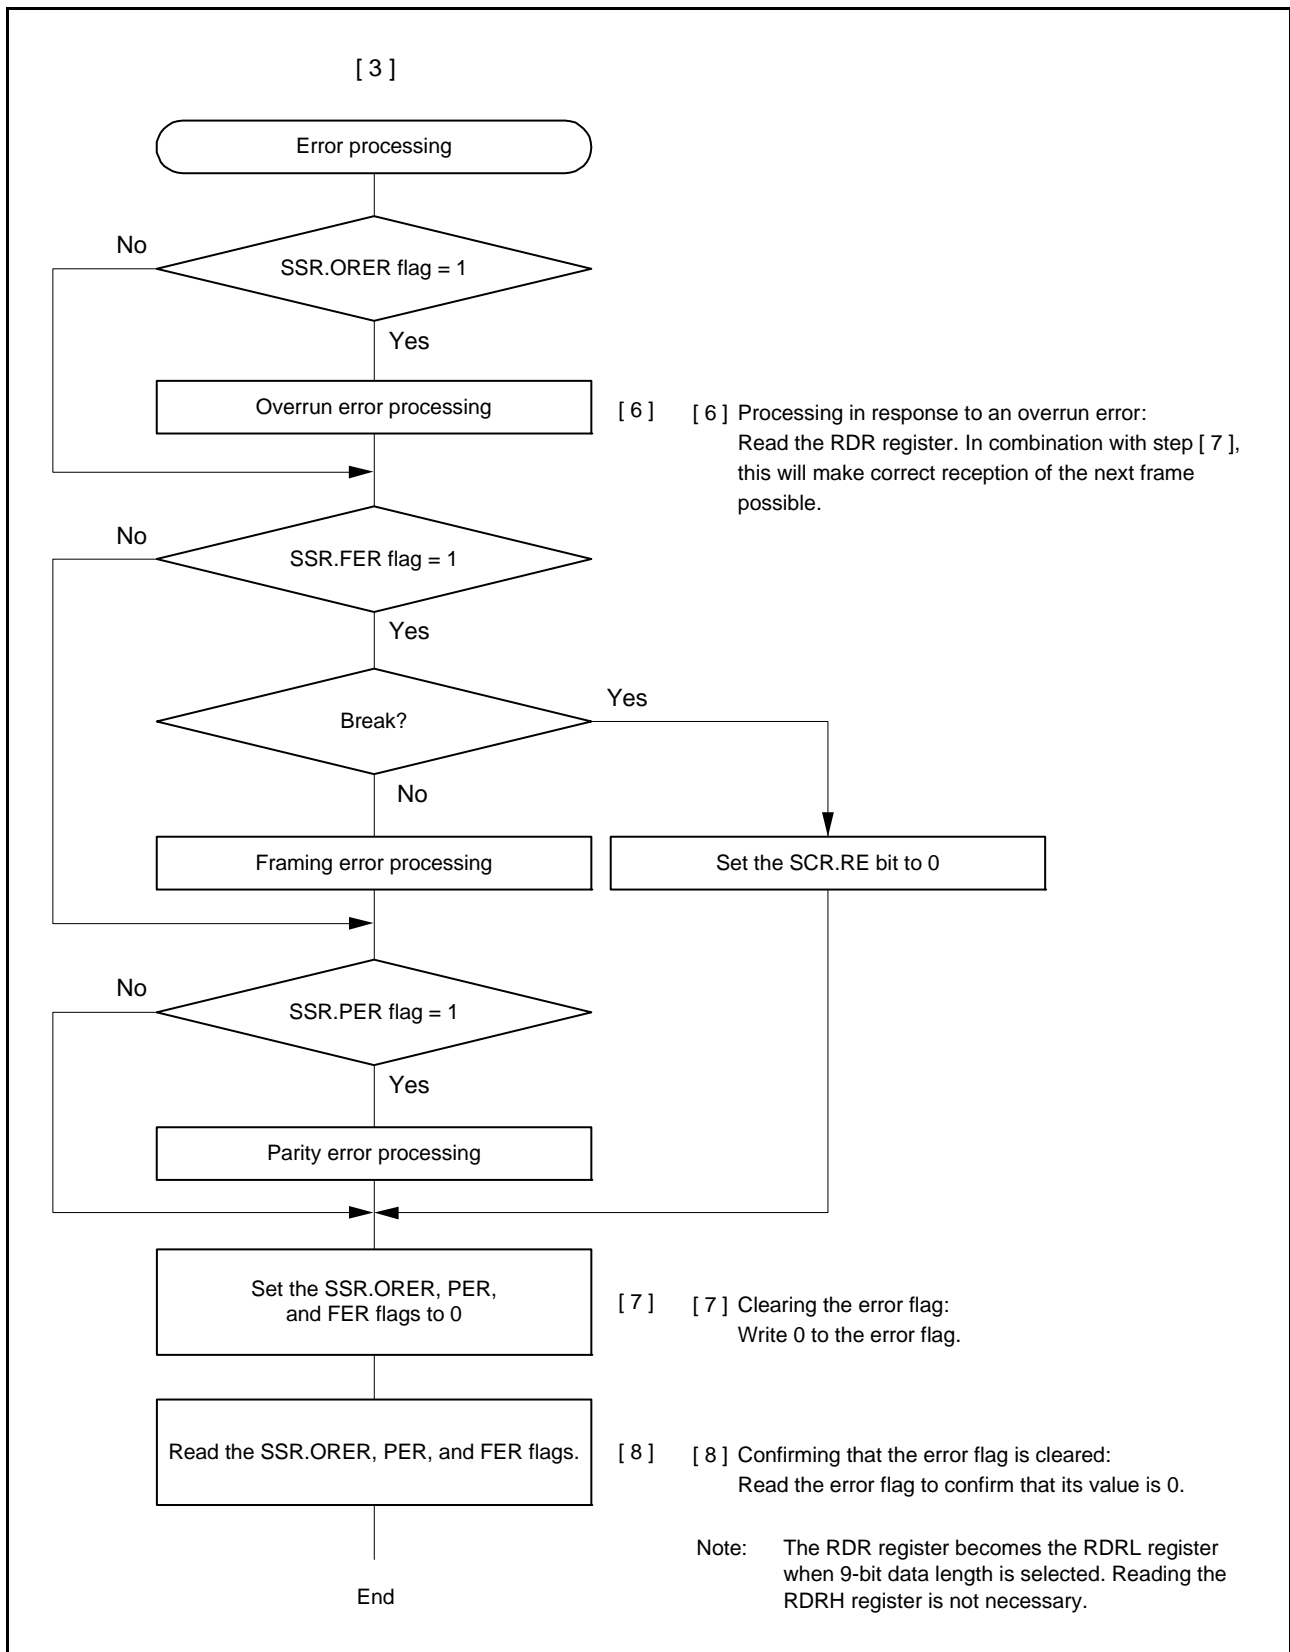 [ 3 ]
Error processing
No
SSR.ORER flag = 1
Yes
Overrun error processing
[ 6 ]
[ 6 ] Processing in response to an overrun error:
Read the RDR register. In combination with step [ 7 ],
this will make correct reception of the next frame
possible.
No
SSR.FER flag = 1
Yes
Break?
Yes
No
Framing error processing
Set the SCR.RE bit to 0
No
SSR.PER flag = 1
Yes
Parity error processing
Set the SSR.ORER, PER,
and FER flags to 0
[ 7 ]
[ 7 ] Clearing the error flag:
Write 0 to the error flag.
Read the SSR.ORER, PER, and FER flags.
[ 8 ]
[ 8 ] Confirming that the error flag is cleared:
Read the error flag to confirm that its value is 0.
Note: The RDR register becomes the RDRL register
when 9-bit data length is selected. Reading the
RDRH register is not necessary.
End